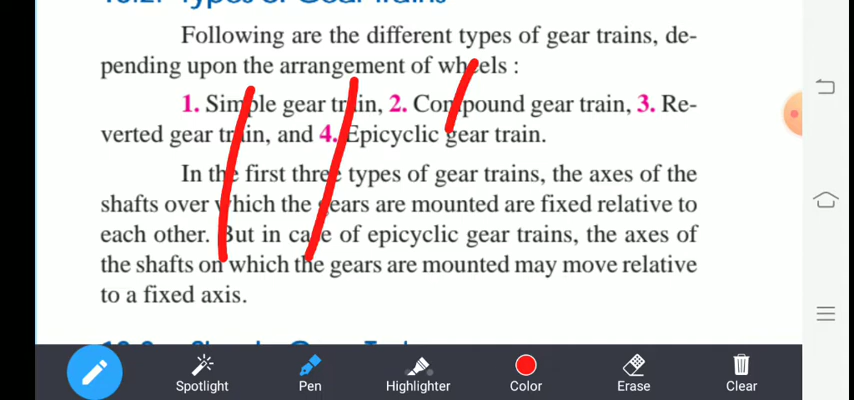 Following are the different types of gear trains, de-
pending upon the arrangement of wheels :
1. Simple gear train, 2. Compound gear train, 3. Re-
verted gear train, and 4. Epicyclic gear train.
In the first three types of gear trains, the axes of the
shafts over which the gears are mounted are fixed relative to
each other. But in case of epicyclic gear trains, the axes of
the shafts on which the gears are mounted may move relative
to a fixed axis.
Spotlight
Pen
Highlighter
Color
Erase
Clear